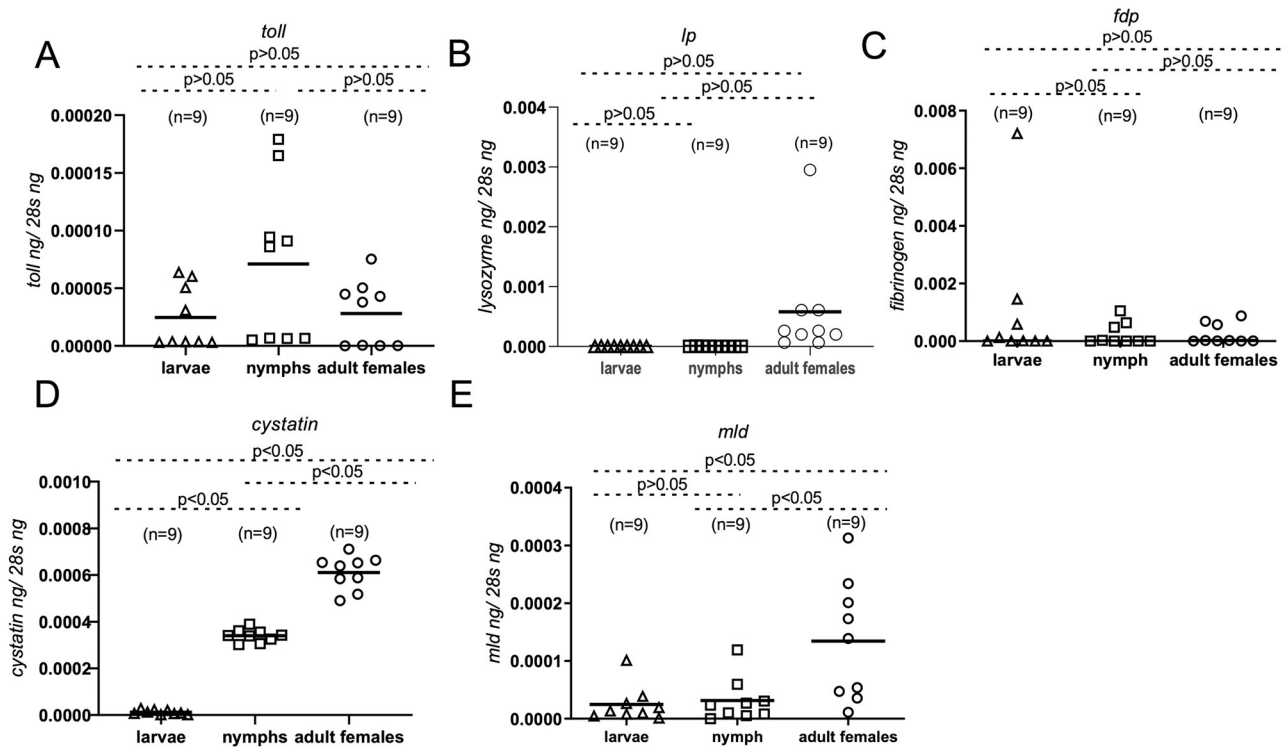 A
toll
p>0.05
p>0.05
p>0.05
(n=9)
(n=9)
(n=9)
toll ng/ 28s ng
0.00020
0.00015
0.00010
0.00005
0.00000
larvae
nymphs
adult females
B
lp
p>0.05
p>0.05
p>0.05
(n=9)
(n=9)
(n=9)
lysozyme ng/ 28s ng
0.004
0.003
0.002
0.001
0.000
larvae
nymphs
adult females
C
fdp
p>0.05
p>0.05
p>0.05
(n=9)
(n=9)
(n=9)
fibrinogen ng/ 28s ng
0.008
0.006
0.004
0.002
0.000
larvae
nymph
adult females
D
cystatin
p<0.05
p<0.05
p<0.05
(n=9)
(n=9)
(n=9)
cystatin ng/ 28s ng
0.0010
0.0008
0.0006
0.0004
0.0002
0.0000
larvae
nymphs
adult females
E
mld
p<0.05
p>0.05
p<0.05
(n=9)
(n=9)
(n=9)
mld ng/ 28s ng
0.0004
0.0003
0.0002
0.0001
0.0000
larvae
nymph
adult females